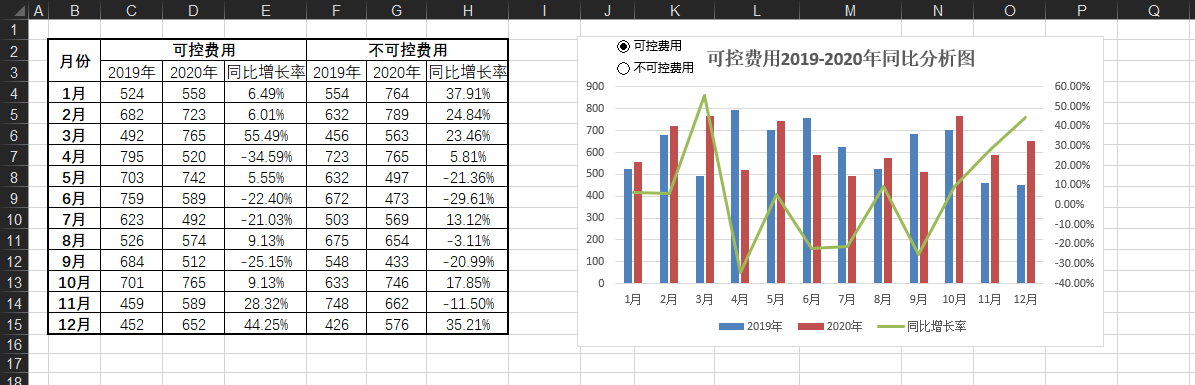 A B C D E F G H I J K L M N O P Q
1
2 月份 可控费用 不可控费用
3 2019年 2020年 同比增长率 2019年 2020年 同比增长率
4 1月 524 558 6.49% 554 764 37.91%
5 2月 682 723 6.01% 632 789 24.84%
6 3月 492 765 55.49% 456 563 23.46%
7 4月 795 520 -34.59% 723 765 5.81%
8 5月 703 742 5.55% 632 497 -21.36%
9 6月 759 589 -22.40% 672 473 -29.61%
10 7月 623 492 -21.03% 503 569 13.12%
11 8月 526 574 9.13% 675 654 -3.11%
12 9月 684 512 -25.15% 548 433 -20.99%
13 10月 701 765 9.13% 633 746 17.85%
14 11月 459 589 28.32% 748 662 -11.50%
15 12月 452 652 44.25% 426 576 35.21%
16
17
18
可控费用
不可控费用
可控费用2019-2020年同比分析图
900 60.00%
800 50.00%
700 40.00%
600 30.00%
500 20.00%
400 10.00%
300 0.00%
200 -10.00%
100 -20.00%
0 -30.00%
-40.00%
1月 2月 3月 4月 5月 6月 7月 8月 9月 10月 11月 12月
2019年 2020年 同比增长率